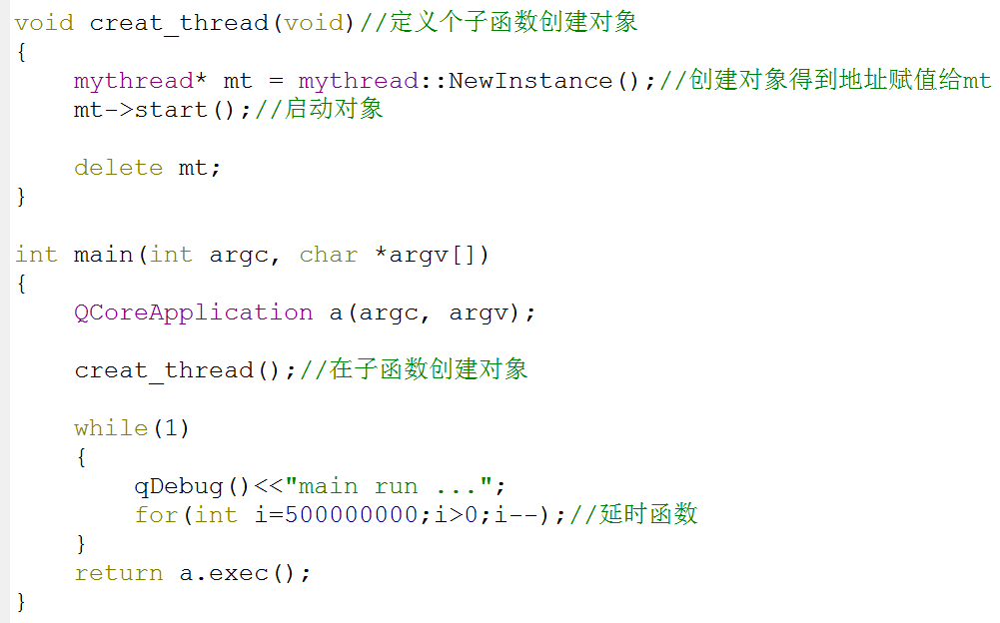 void creat_thread(void)//定义个子函数创建对象
{
    mythread* mt = mythread::NewInstance();//创建对象得到地址赋值给mt
    mt->start();//启动对象

    delete mt;
}

int main(int argc, char *argv[])
{
    QCoreApplication a(argc, argv);

    creat_thread();//在子函数创建对象

    while(1)
    {
        qDebug()<<"main run ...";
        for(int i=500000000;i>0;i--);//延时函数
    }
    return a.exec();
}